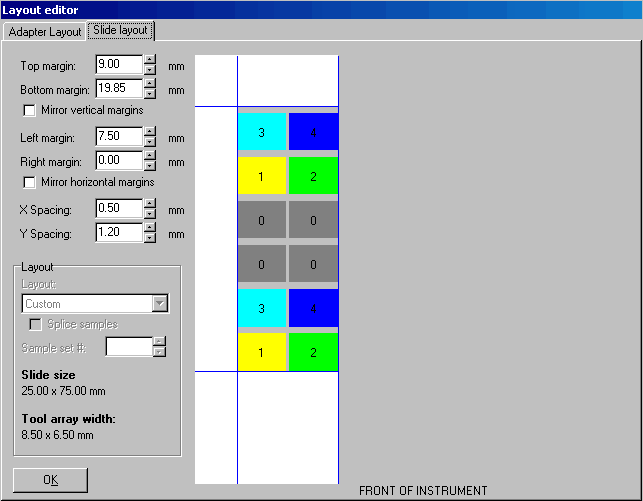 Layout editor
Adapter Layout Slide layout
Top margin: 9.00 mm
Bottom margin: 19.85 mm
Mirror vertical margins
Left margin: 7.50 mm
Right margin: 0.00 mm
Mirror horizontal margins
X Spacing: 0.50 mm
Y Spacing: 1.20 mm
Layout
Layout:
Custom
Splice samples
Sample set #:
Slide size
25.00 x 75.00 mm
Tool array width:
8.50 x 6.50 mm
OK
3 4
1 2
0 0
0 0
3 4
1 2
FRONT OF INSTRUMENT